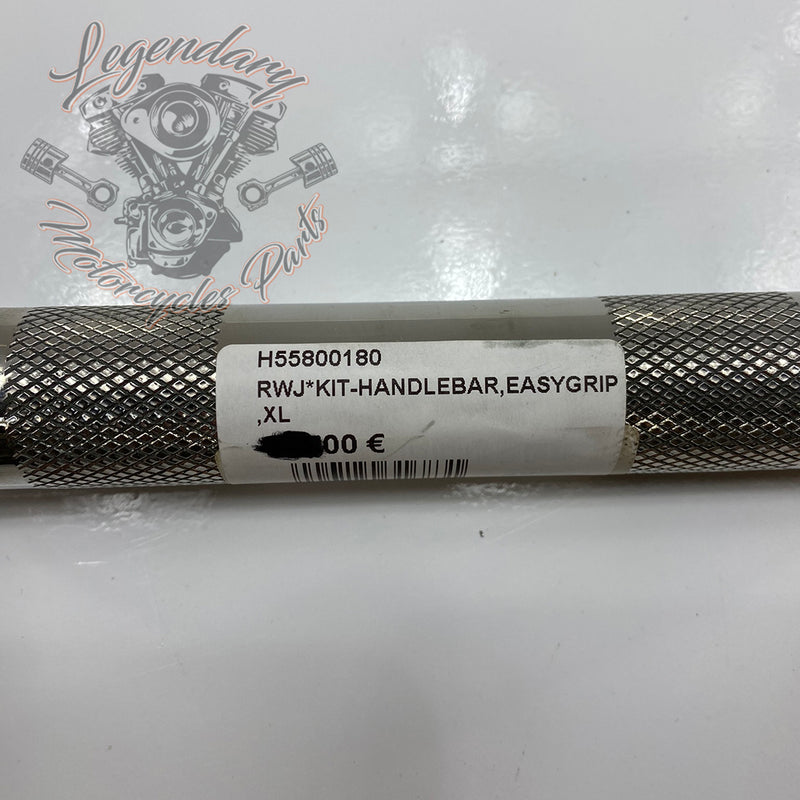 Legendary
Motorcycles Parts
H55800180
RWJ*KIT-HANDLEBAR,EASYGRIP
,XL
00 €